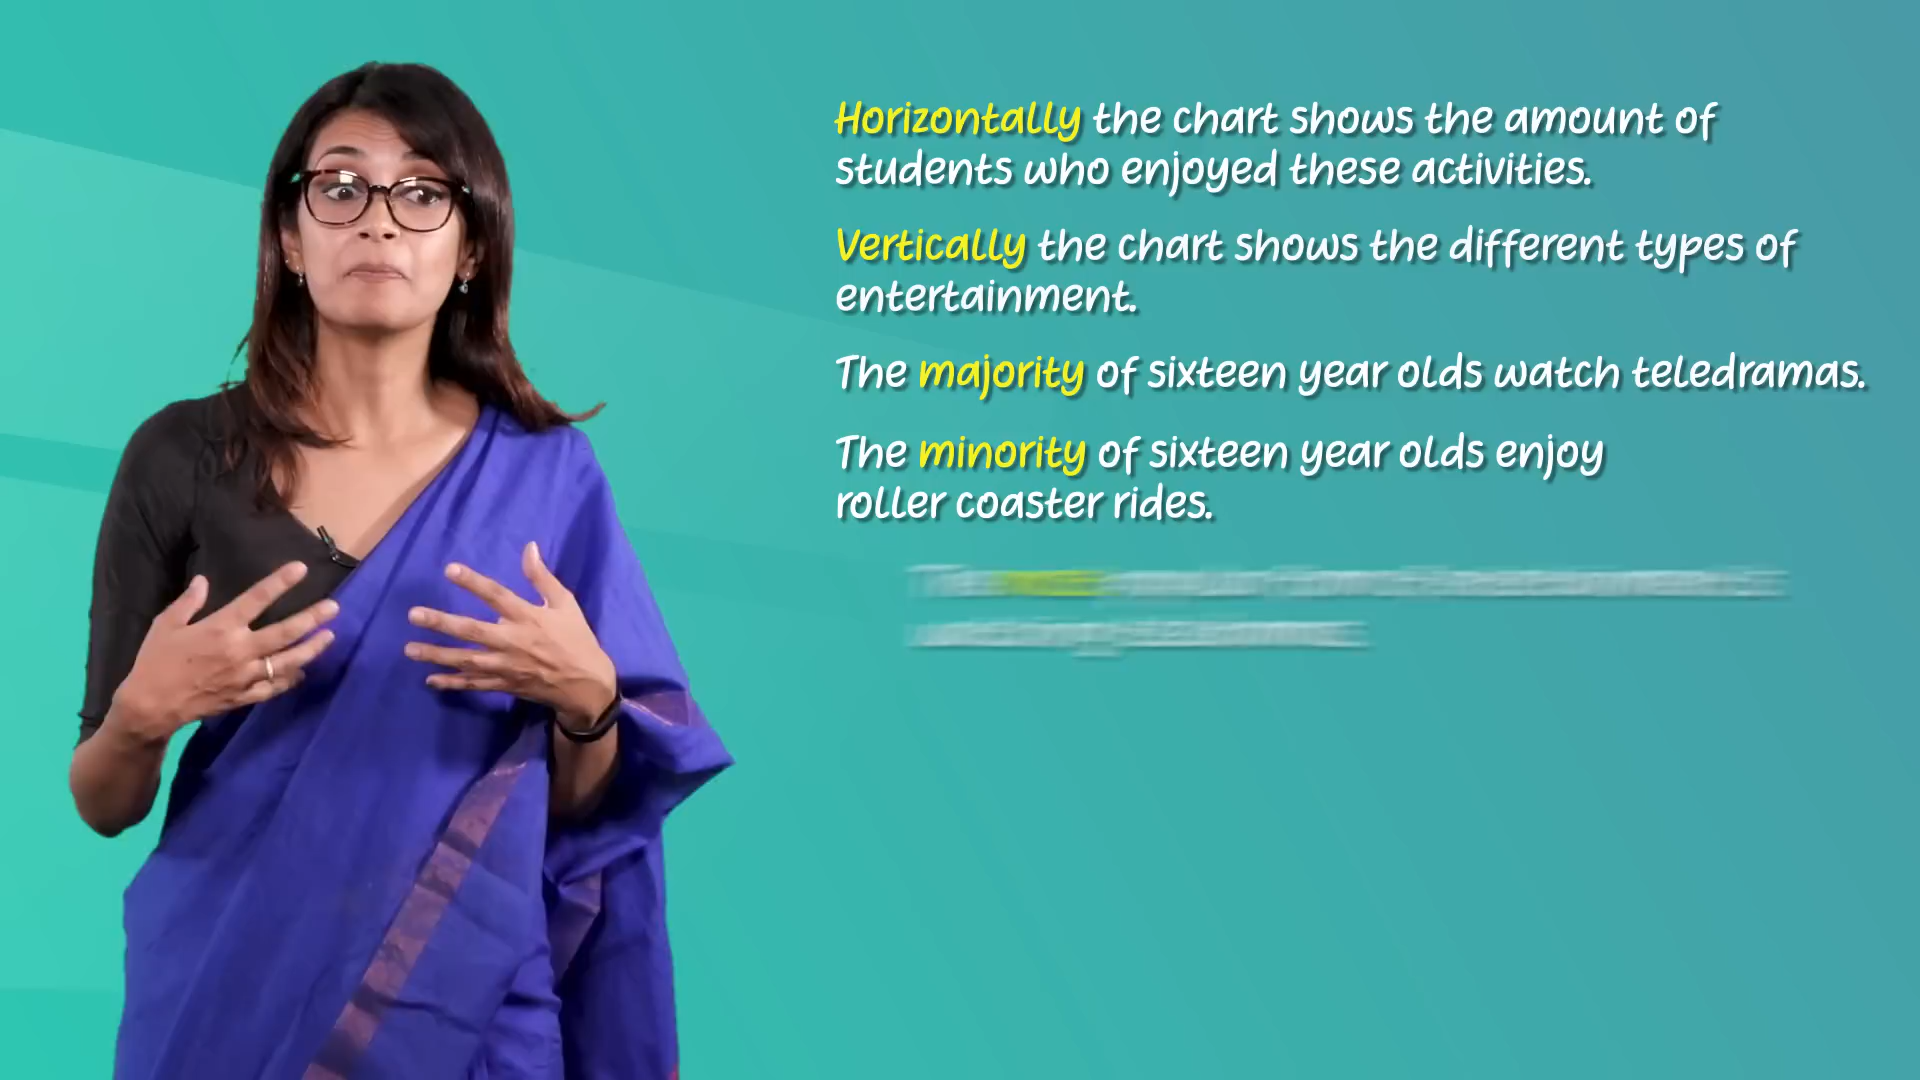 Horizontally the chart shows the amount of
students who enjoyed these activities.
Vertically the chart shows the different types of
entertainment.
The majority of sixteen year olds watch teledramas.
The minority of sixteen year olds enjoy
roller coaster rides.
The